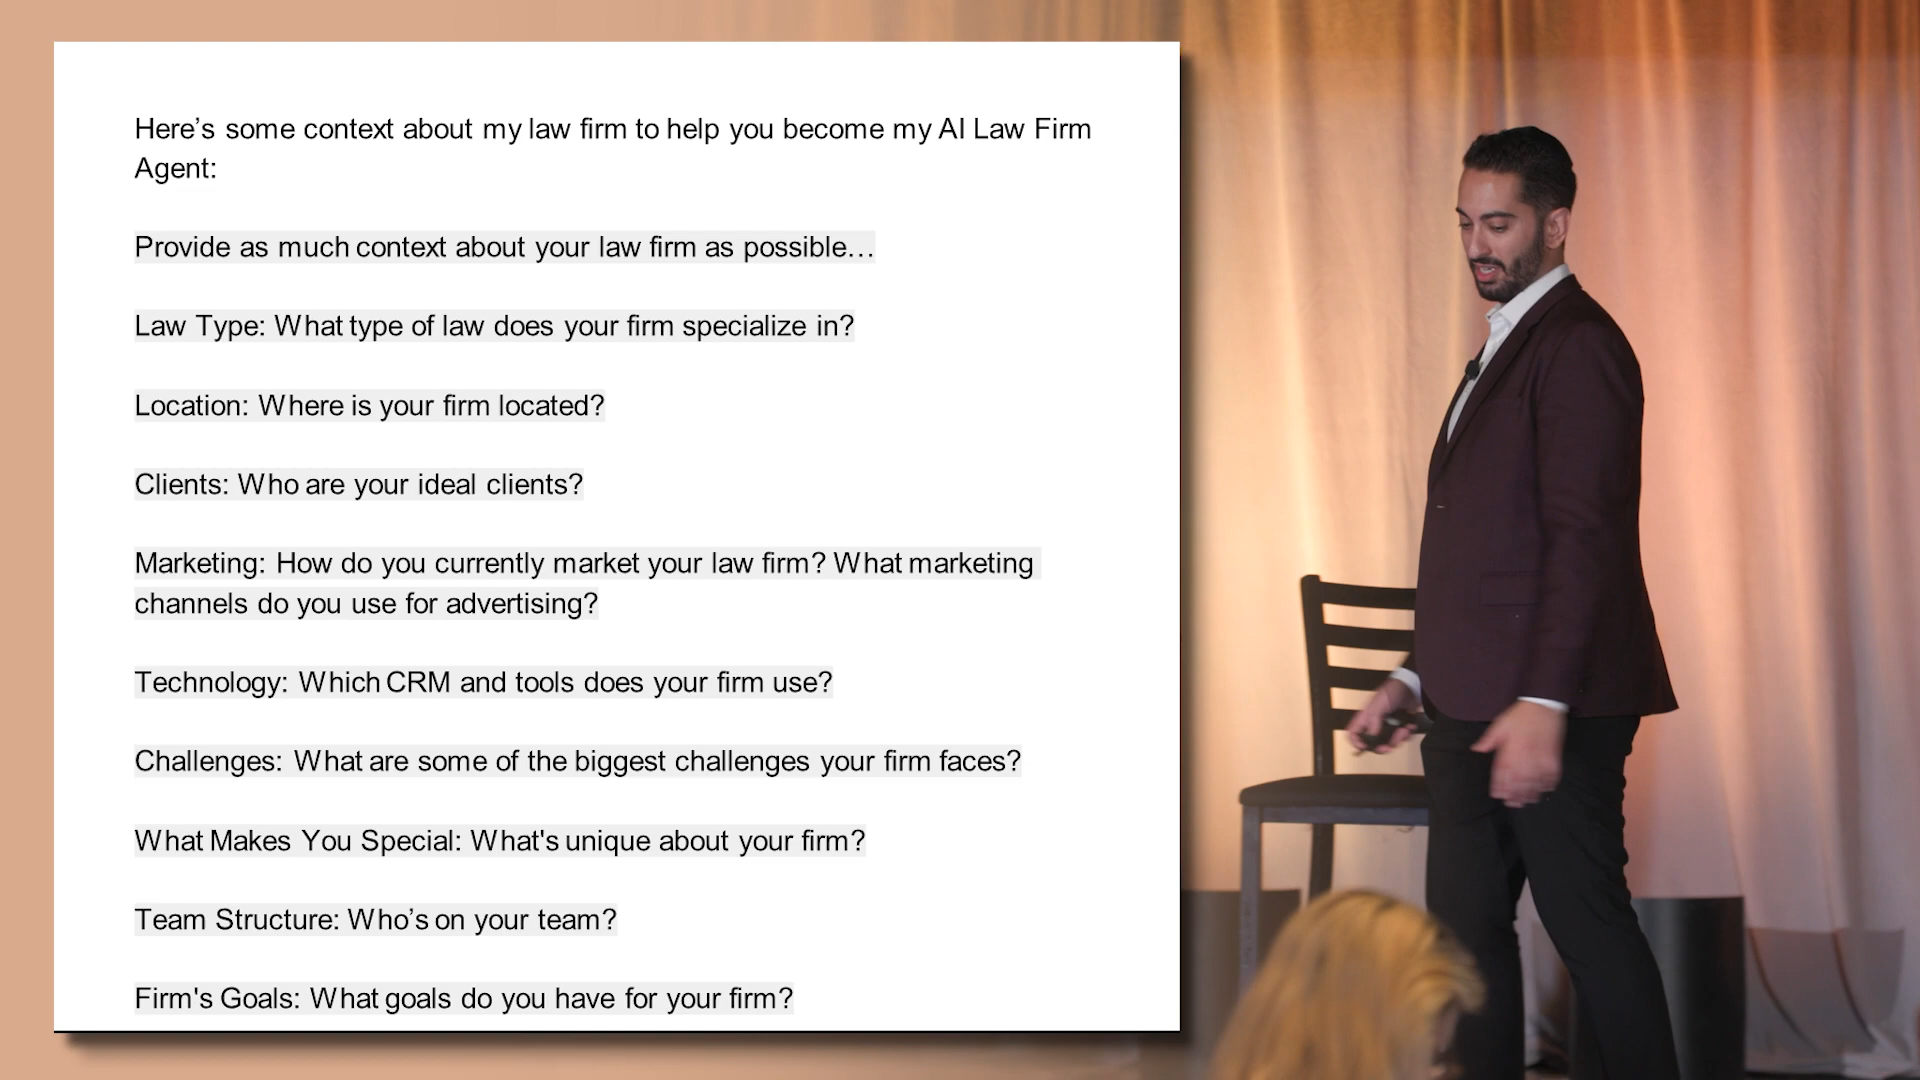 Here’s some context about my law firm to help you become my AI Law Firm
Agent:
Provide as much context about your law firm as possible…
Law Type: What type of law does your firm specialize in?
Location: Where is your firm located?
Clients: Who are your ideal clients?
Marketing: How do you currently market your law firm? What marketing
channels do you use for advertising?
Technology: Which CRM and tools does your firm use?
Challenges: What are some of the biggest challenges your firm faces?
What Makes You Special: What's unique about your firm?
Team Structure: Who’s on your team?
Firm's Goals: What goals do you have for your firm?